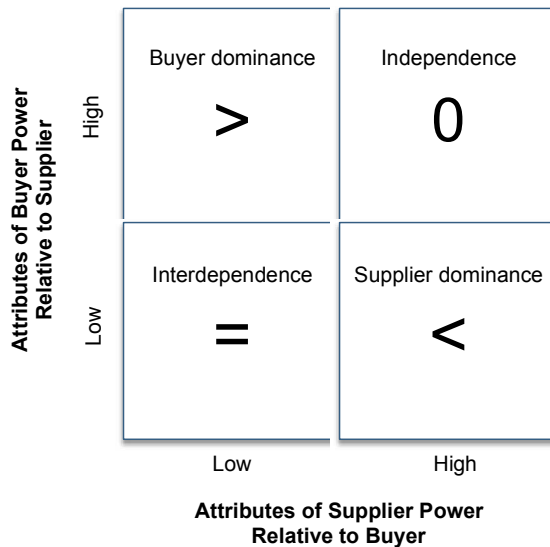 Attributes of Buyer Power
Relative to Supplier
High
Buyer dominance
>
Independence
0
Low
Interdependence
=
Supplier dominance
<
Low
High
Attributes of Supplier Power
Relative to Buyer